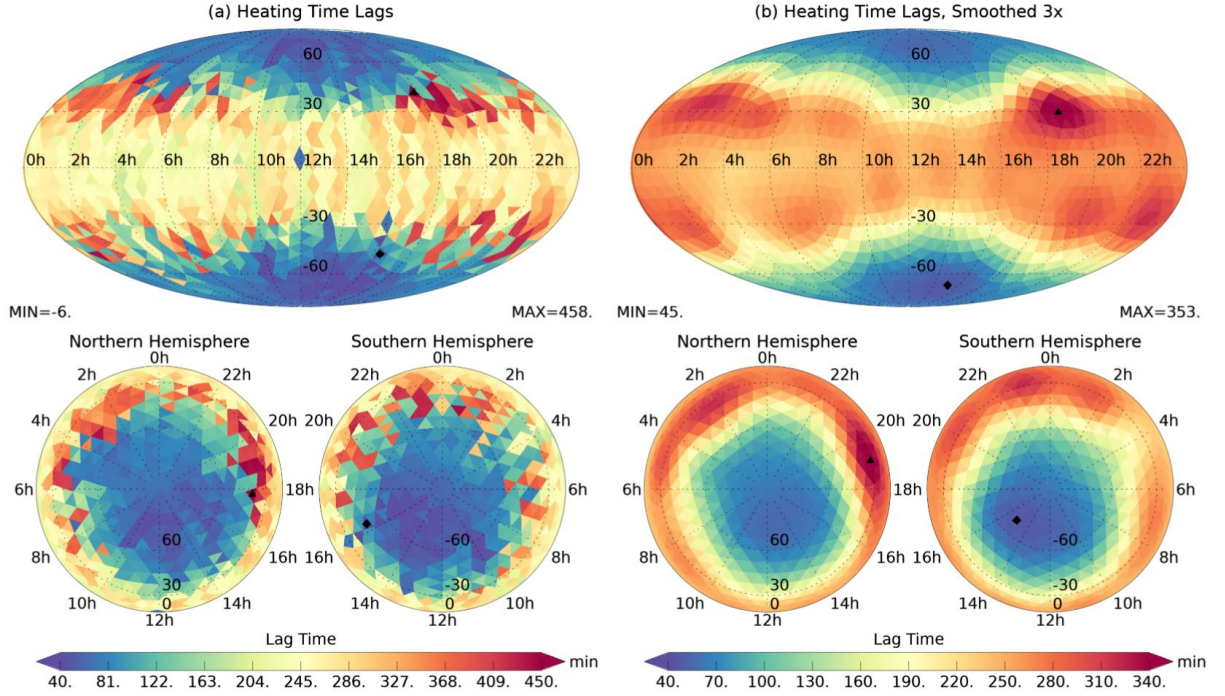 (a) Heating Time Lags
60
30
0h 2h 4h 6h 8h 10h 12h 14h 16h 18h 20h 22h
-30
-60
MIN=-6. MAX=458.
Northern Hemisphere
0h
2h 22h
4h 20h
6h 18h
8h 16h
10h 14h
12h
60
30
0
Southern Hemisphere
0h
22h 2h
20h 4h
18h 6h
16h 8h
14h 10h
12h
-60
-30
0
Lag Time
40. 81. 122. 163. 204. 245. 286. 327. 368. 409. 450. min
(b) Heating Time Lags, Smoothed 3x
60
30
0h 2h 4h 6h 8h 10h 12h 14h 16h 18h 20h 22h
-30
-60
MIN=45. MAX=353.
Northern Hemisphere
0h
2h 22h
4h 20h
6h 18h
8h 16h
10h 14h
12h
60
30
0
Southern Hemisphere
0h
22h 2h
20h 4h
18h 6h
16h 8h
14h 10h
12h
-60
-30
0
Lag Time
40. 70. 100. 130. 160. 190. 220. 250. 280. 310. 340. min